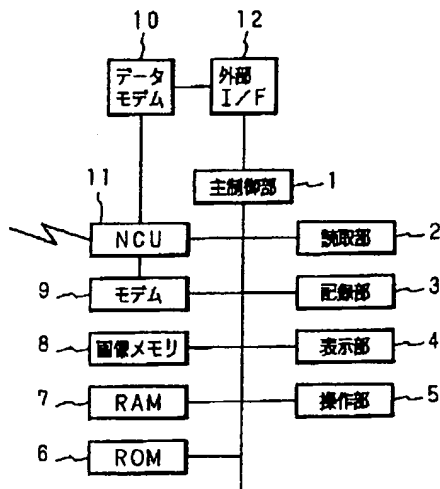 10
12
データ
モデム
外部
I/F
主制御部
1
11
NCU
読取部
2
9
モデム
記録部
3
8
画像メモリ
表示部
4
7
RAM
操作部
5
6
ROM